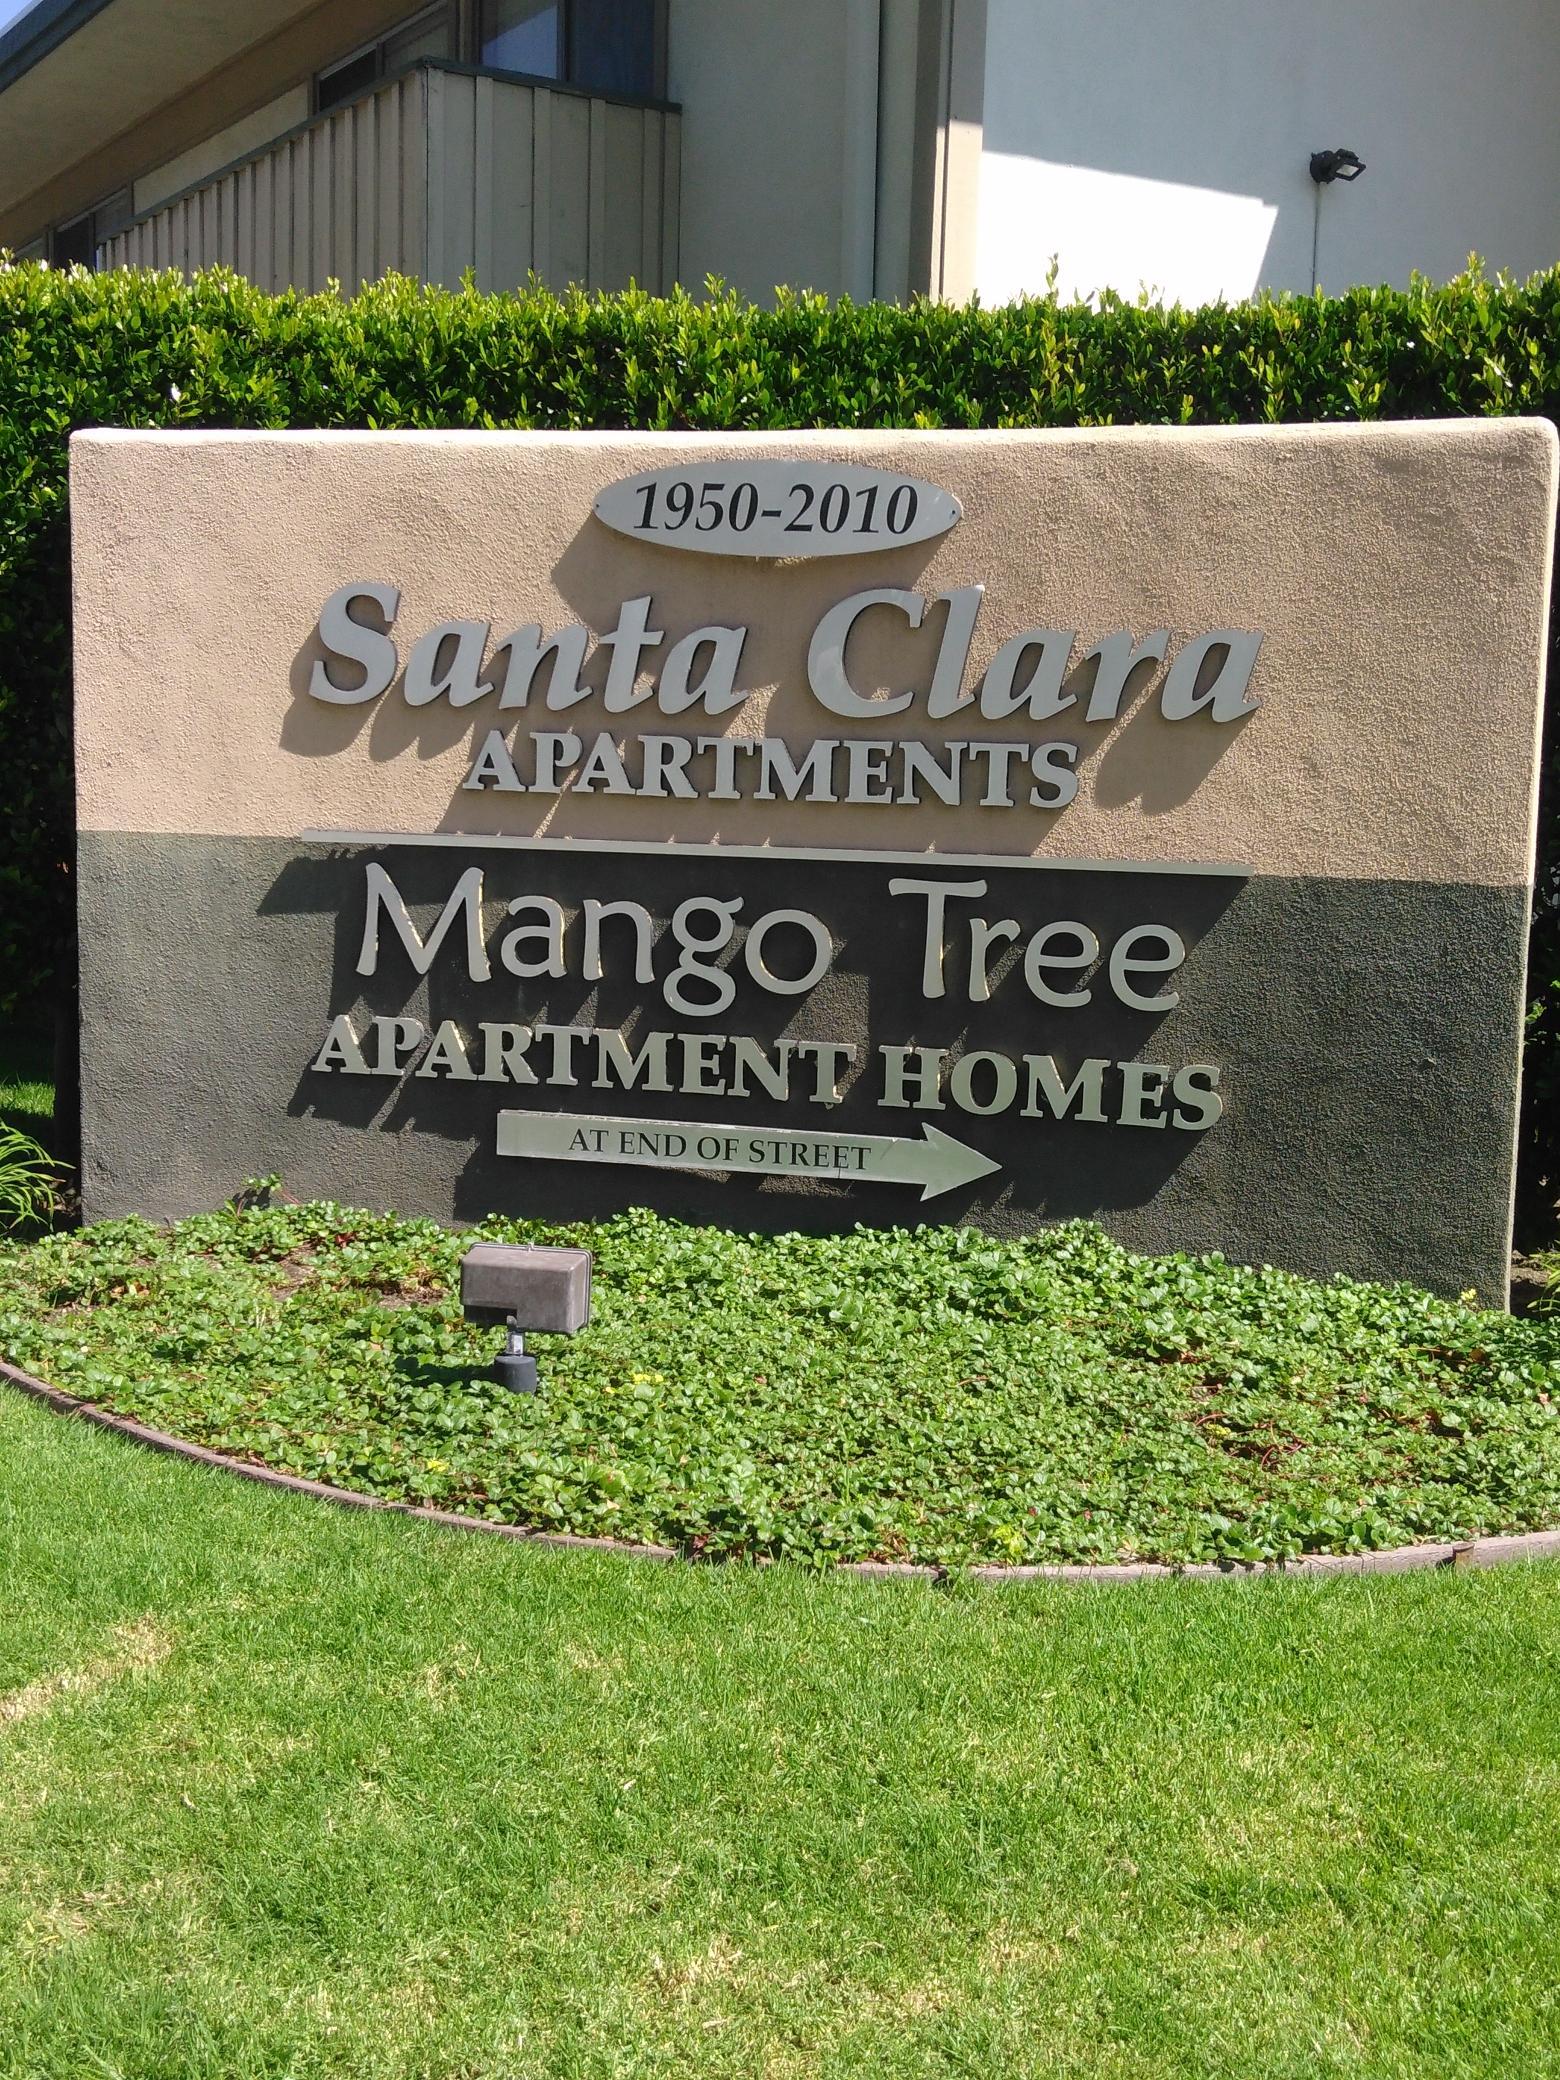 1950-2010
Santa Clara
APARTMENTS
Mango Tree
APARTMENT HOMES
AT END OF STREET